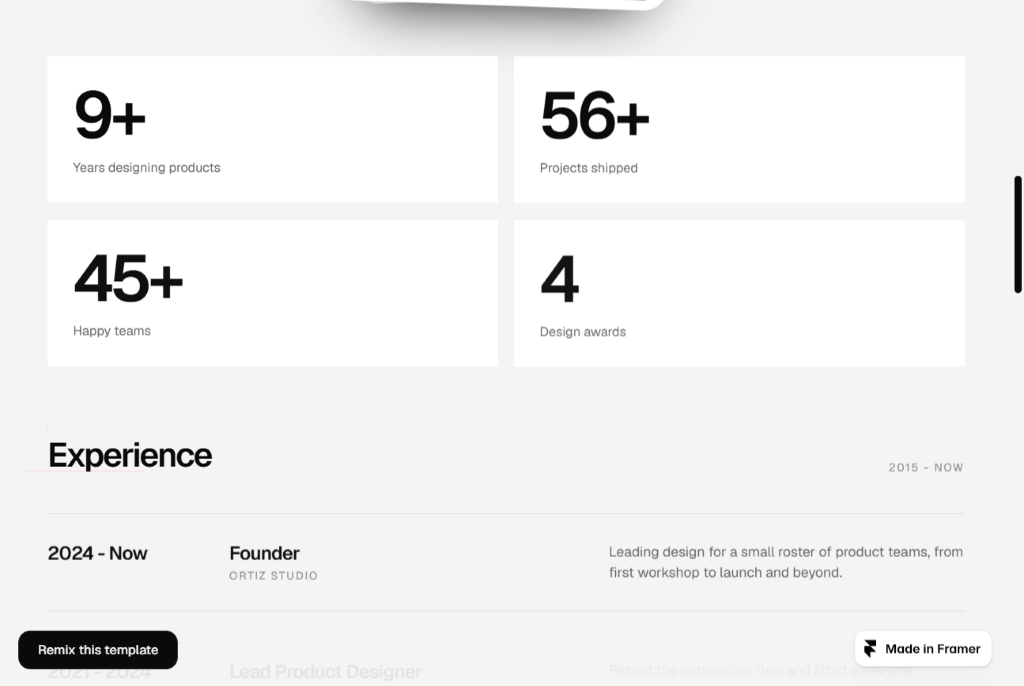 9+
Years designing products
56+
Projects shipped
45+
Happy teams
4
Design awards
Experience
2015 - NOW
2024 - Now
Founder
ORTIZ STUDIO
Leading design for a small roster of product teams, from
first workshop to launch and beyond.
2021 - 2024
Lead Product Designer
Rebuilt the onboarding flow and lifted week-one
Remix this template
Made in Framer